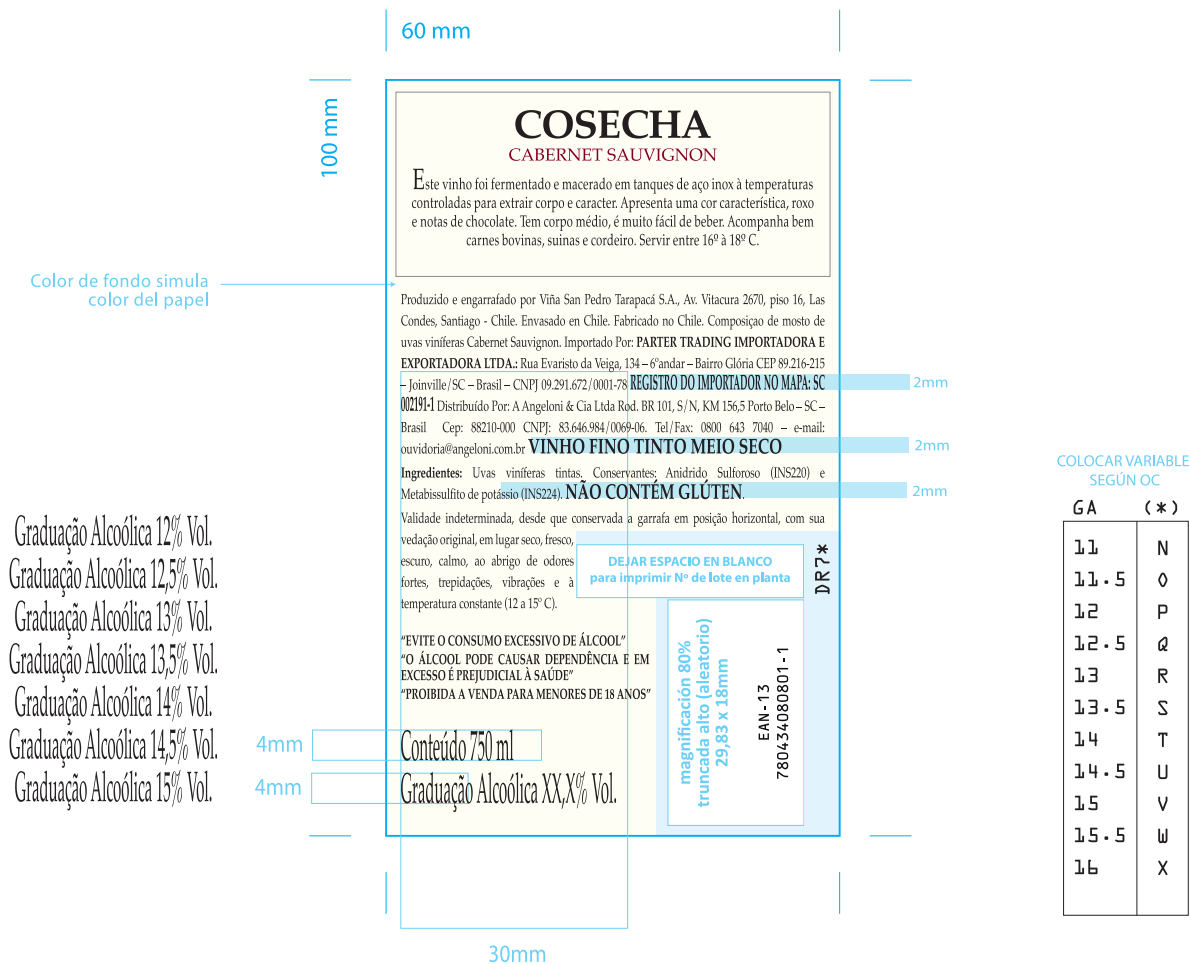 60 mm
100 mm
COSECHA
CABERNET SAUVIGNON
Este vinho foi fermentado e macerado em tanques de aço inox à temperaturas
controladas para extrair corpo e caracter. Apresenta uma cor característica, roxo
e notas de chocolate. Tem corpo médio, é muito fácil de beber. Acompanha bem
carnes bovinas, suinas e cordeiro. Servir entre 16º à 18º C.
Color de fondo simula
color del papel
Produzido e engarrafado por Viña San Pedro Tarapacá S.A., Av. Vitacura 2670, piso 16, Las
Condes, Santiago - Chile. Envasado en Chile. Fabricado no Chile. Composiçao de mosto de
uvas viníferas Cabernet Sauvignon. Importado Por: PARTER TRADING IMPORTADORA E
EXPORTADORA LTDA.: Rua Evaristo da Veiga, 134 – 6ºandar – Bairro Glória CEP 89.216-215
– Joinville/SC – Brasil – CNPJ 09.291.672/0001-78 REGISTRO DO IMPORTADOR NO MAPA: SC
002191-1 Distribuído Por: A Angeloni & Cia Ltda Rod. BR 101, S/N, KM 156,5 Porto Belo – SC –
Brasil Cep: 88210-000 CNPJ: 83.646.984/0069-06. Tel/Fax: 0800 643 7040 – e-mail:
ouvidoria@angeloni.com.br VINHO FINO TINTO MEIO SECO
Ingredientes: Uvas viníferas tintas. Conservantes: Anidrido Sulforoso (INS220) e
Metabissulfito de potássio (INS224). NÃO CONTÉM GLÚTEN.
Validade indeterminada, desde que conservada a garrafa em posição horizontal, com sua
vedação original, em lugar seco, fresco,
escuro, calmo, ao abrigo de odores
fortes, trepidações, vibrações e à
temperatura constante (12 a 15º C).
2mm
2mm
2mm
DEJAR ESPACIO EN BLANCO
para imprimir Nº de lote en planta
DR7*
"EVITE O CONSUMO EXCESSIVO DE ÁLCOOL"
"O ÁLCOOL PODE CAUSAR DEPENDÊNCIA E EM
EXCESSO É PREJUDICIAL À SAÚDE"
"PROIBIDA A VENDA PARA MENORES DE 18 ANOS"
magnificación 80%
truncada alto (aleatorio)
29,83 x 18mm
EAN-13
7804340080801-1
4mm
Conteúdo 750 ml
4mm
Graduação Alcoólica XX,X% Vol.
30mm
Graduação Alcoólica 12% Vol.
Graduação Alcoólica 12,5% Vol.
Graduação Alcoólica 13% Vol.
Graduação Alcoólica 13,5% Vol.
Graduação Alcoólica 14% Vol.
Graduação Alcoólica 14,5% Vol.
Graduação Alcoólica 15% Vol.
COLOCAR VARIABLE
SEGÚN OC
GA (*)
11 N
11.5 O
12 P
12.5 Q
13 R
13.5 S
14 T
14.5 U
15 V
15.5 W
16 X